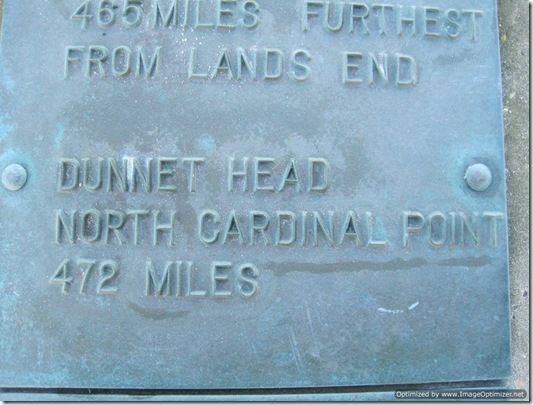 465 MILES FURTHEST
FROM LANDS END
DUNNET HEAD
NORTH CARDINAL POINT
472 MILES
Optimized by www.ImageOptimizer.net